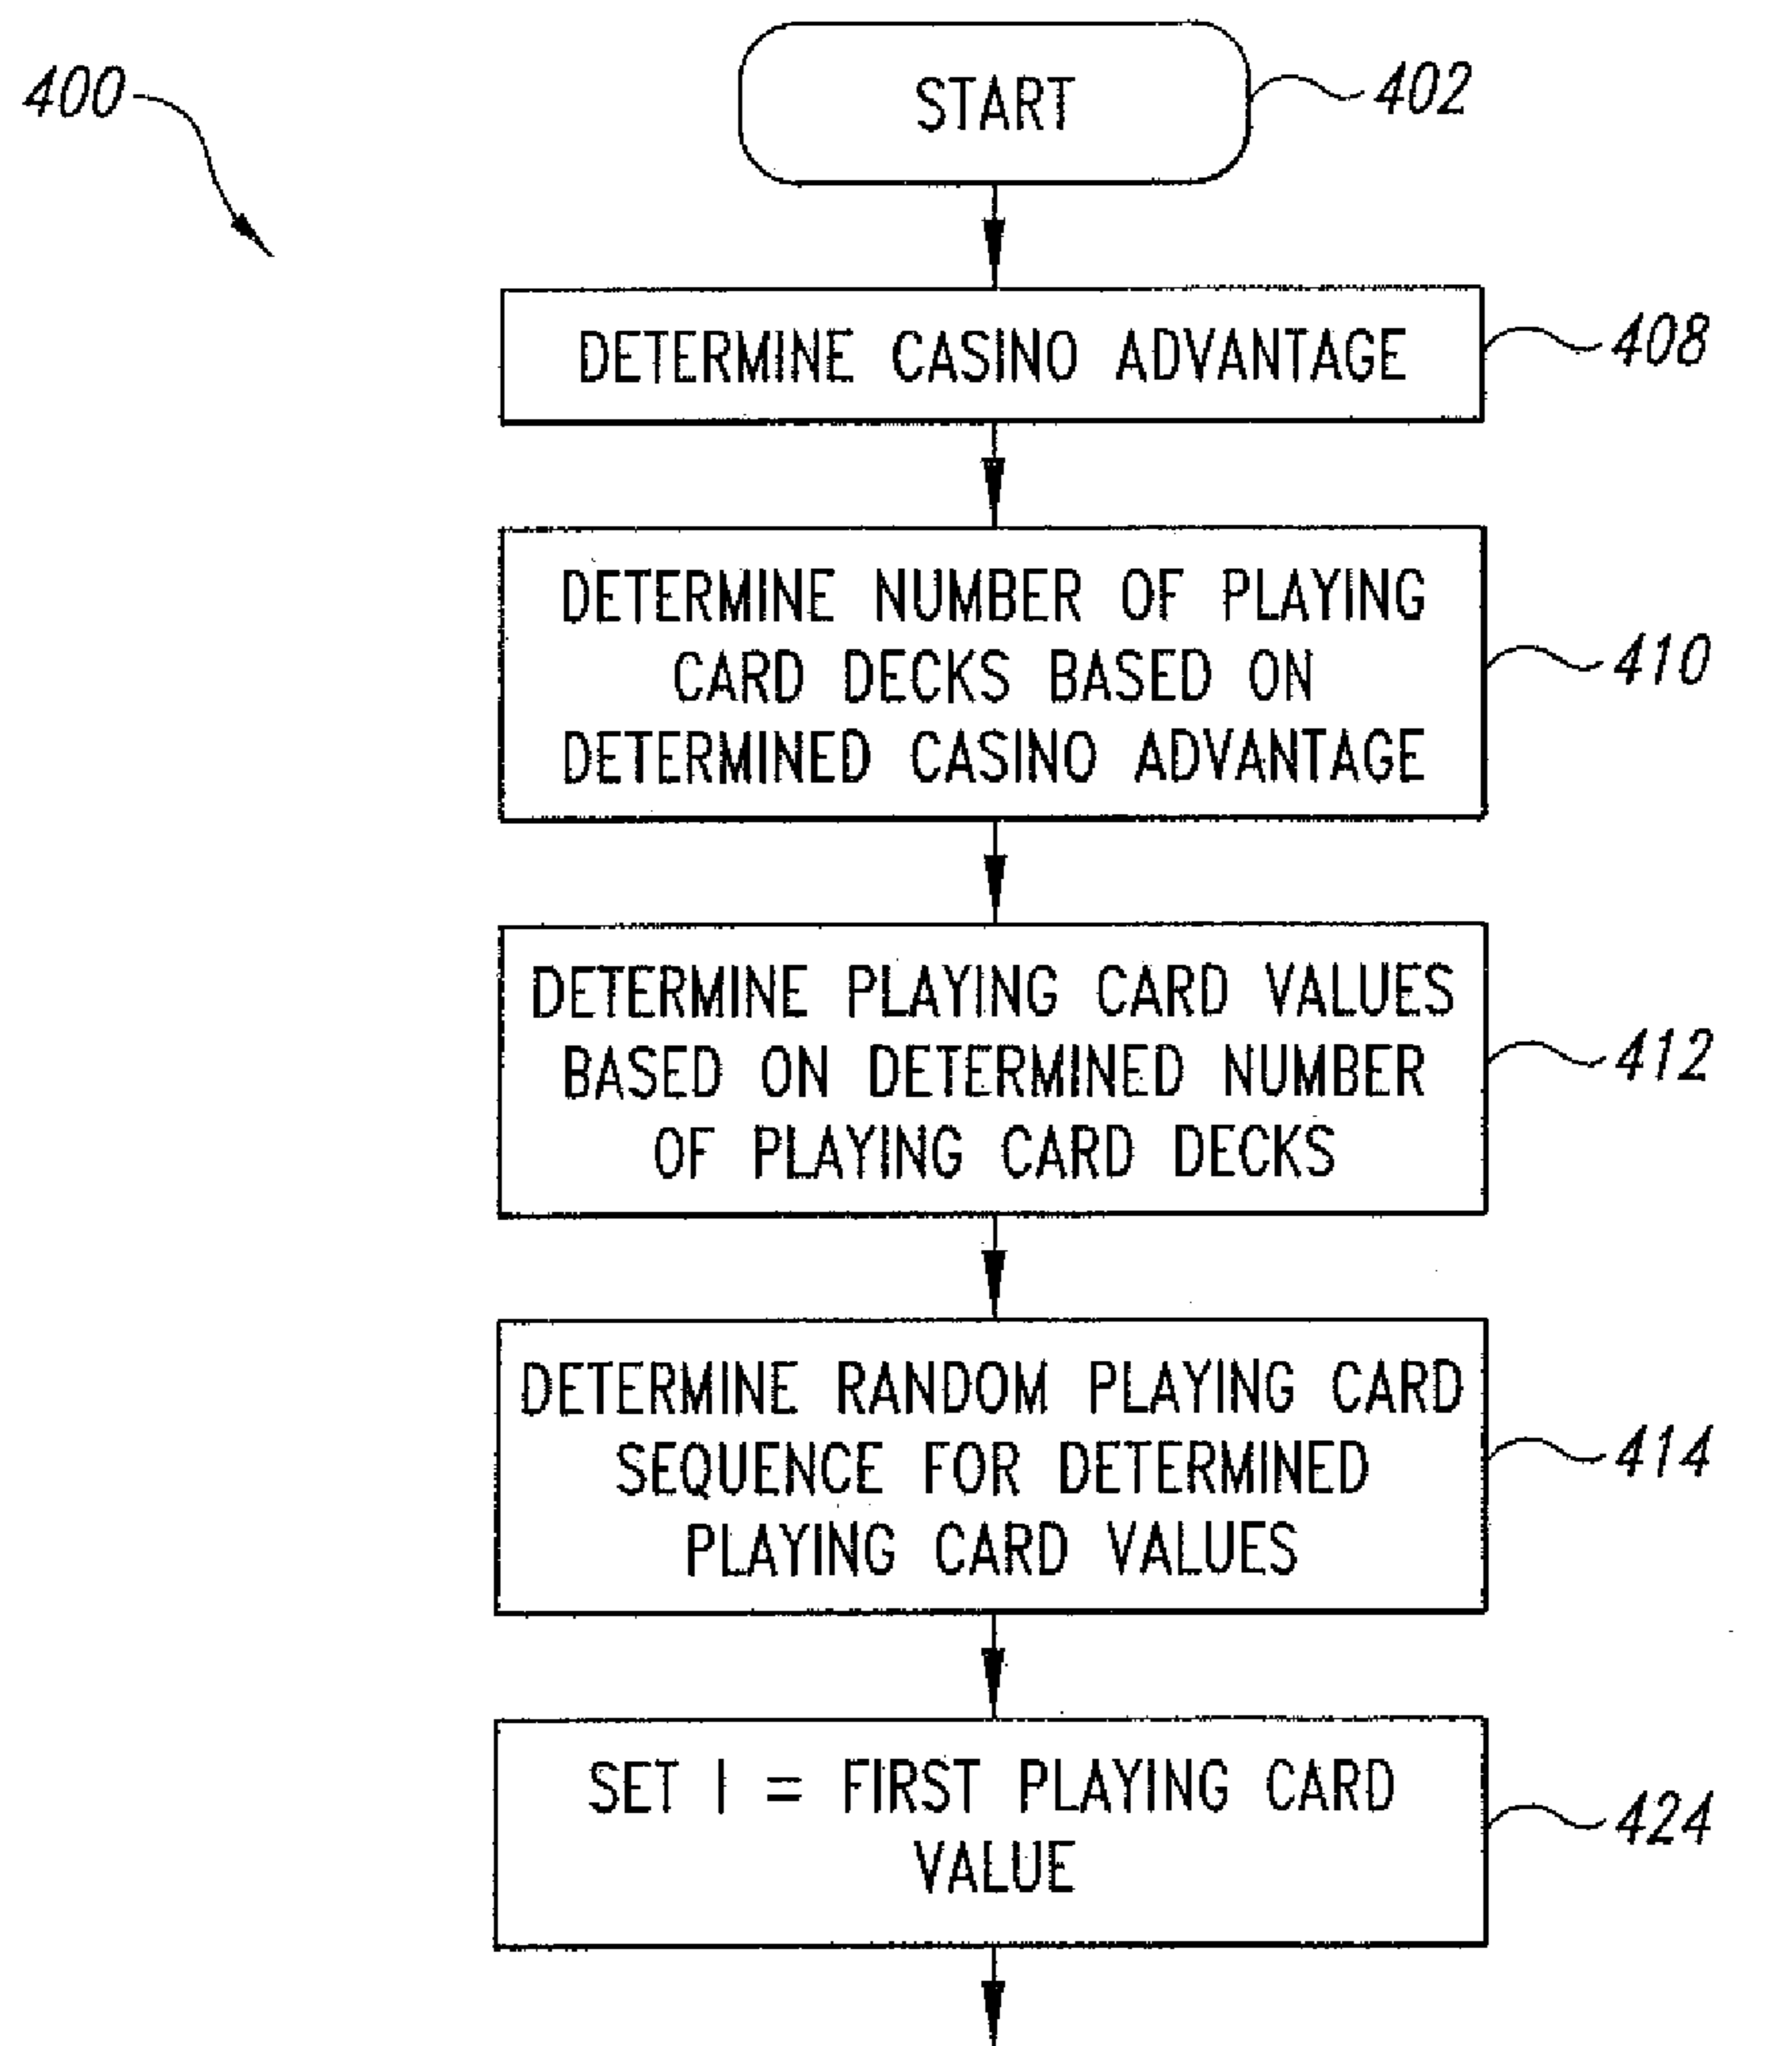 400
START
402
DETERMINE CASINO ADVANTAGE
408
DETERMINE NUMBER OF PLAYING
CARD DECKS BASED ON
DETERMINED CASINO ADVANTAGE
410
DETERMINE PLAYING CARD VALUES
BASED ON DETERMINED NUMBER
OF PLAYING CARD DECKS
412
DETERMINE RANDOM PLAYING CARD
SEQUENCE FOR DETERMINED
PLAYING CARD VALUES
414
SET I = FIRST PLAYING CARD
VALUE
424